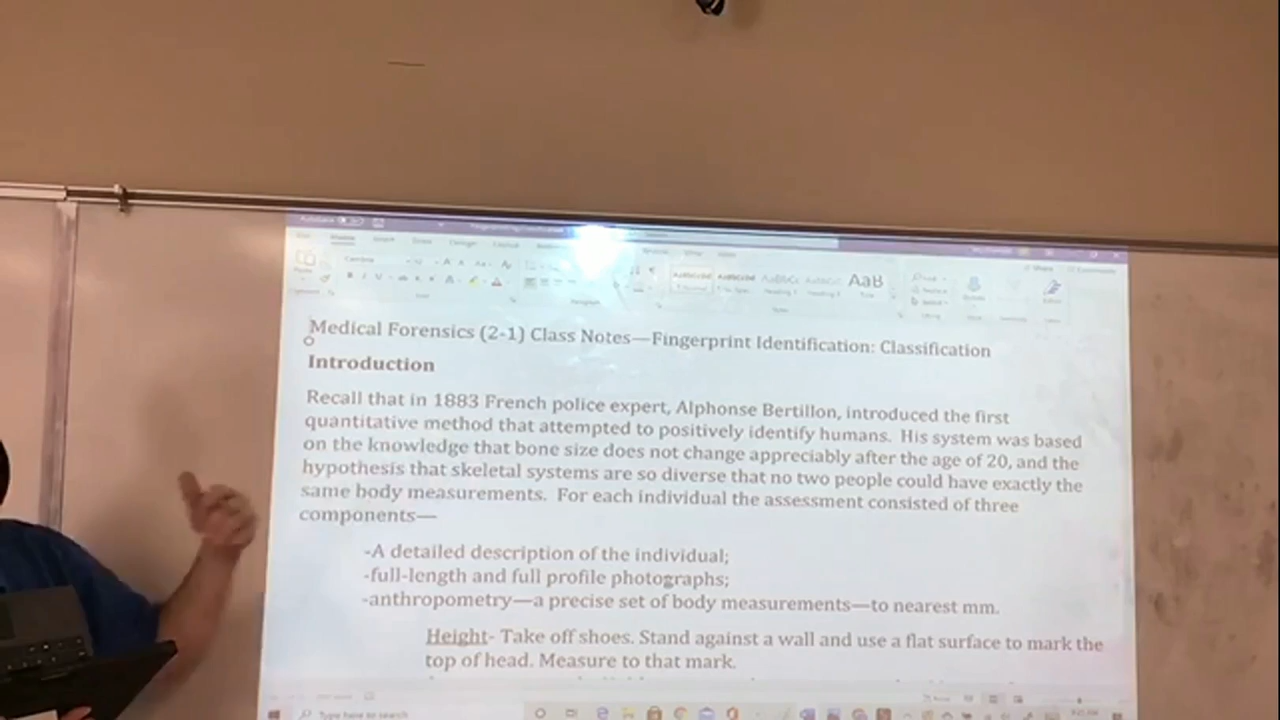 AaB
Medical Forensics (2-1) Class Notes—Fingerprint Identification: Classification
Introduction
Recall that in 1883 French police expert, Alphonse Bertillon, introduced the first
quantitative method that attempted to positively identify humans. His system was based
on the knowledge that bone size does not change appreciably after the age of 20, and the
hypothesis that skeletal systems are so diverse that no two people could have exactly the
same body measurements. For each individual the assessment consisted of three
components—
-A detailed description of the individual;
-full-length and full profile photographs;
-anthropometry—a precise set of body measurements—to nearest mm.
Height- Take off shoes. Stand against a wall and use a flat surface to mark the
top of head. Measure to that mark.
Type here to search